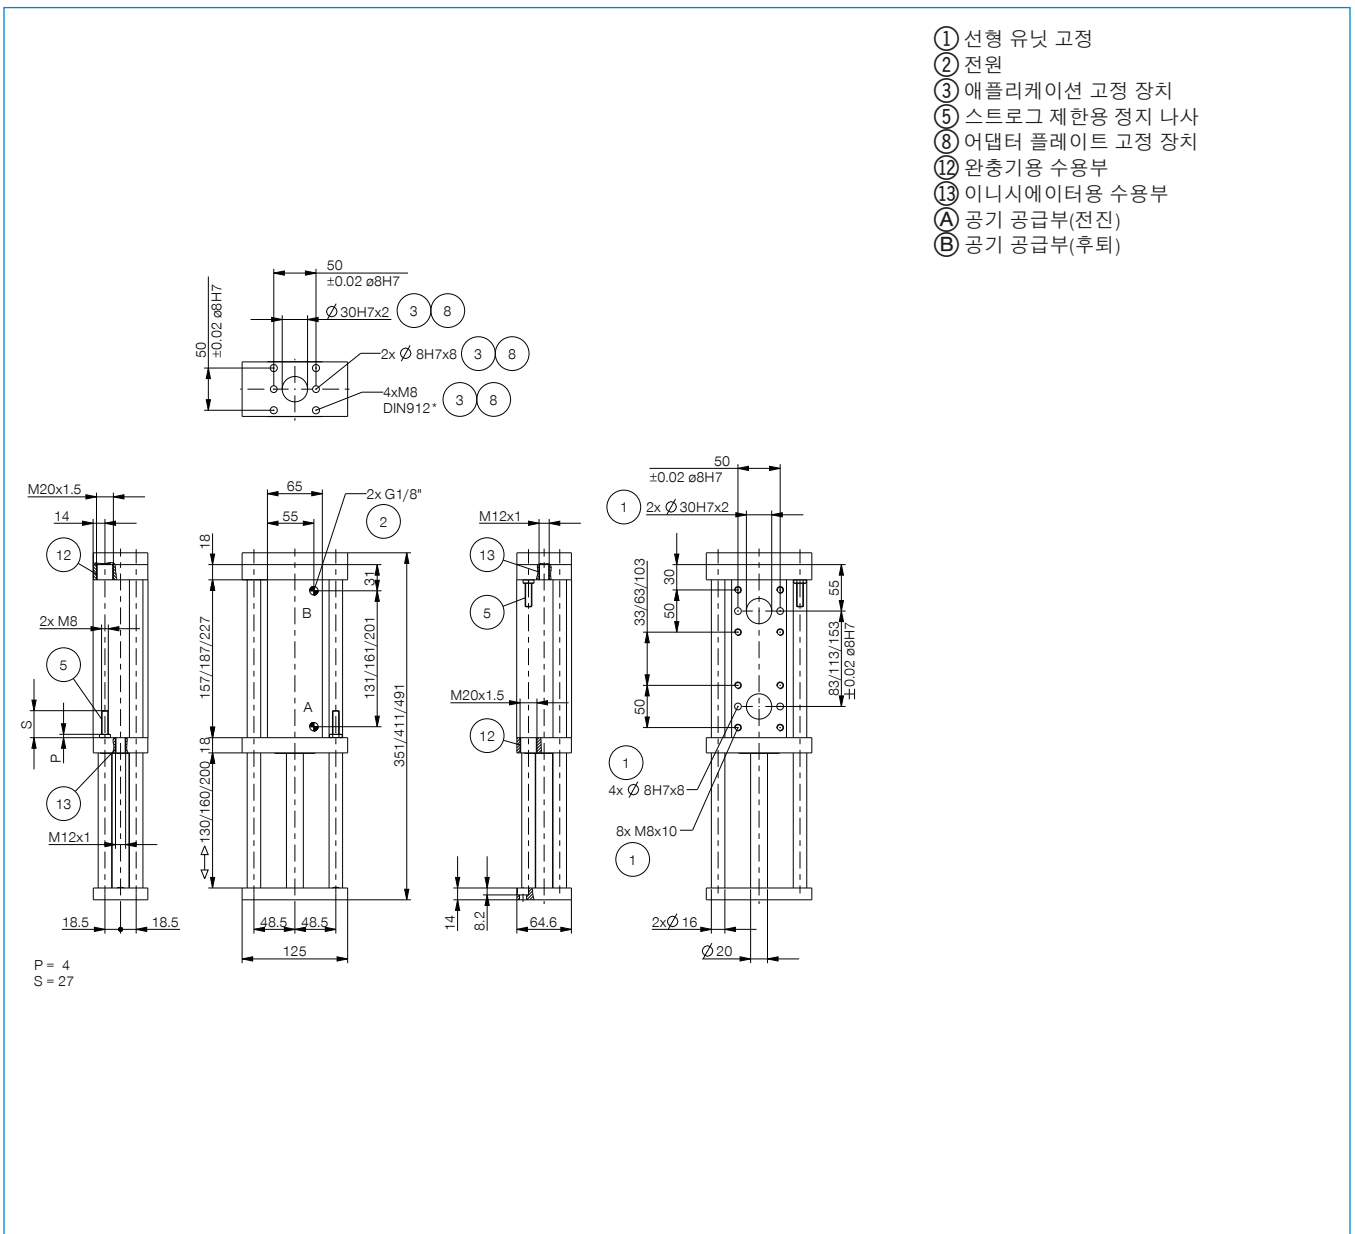 ① 선형 유닛 고정
② 전원
③ 애플리케이션 고정 장치
⑤ 스트로그 제한용 정지 나사
⑧ 어댑터 플레이트 고정 장치
⑫ 완충기용 수용부
⑬ 이니시에이터용 수용부
Ⓐ 공기 공급부(전진)
Ⓑ 공기 공급부(후퇴)
50
±0.02 ø8H7
50
±0.02 ø8H7
Ø 30H7x2 3 8
2x Ø 8H7x8 3 8
4xM8
DIN912* 3 8
M20x1.5
14
12
2x M8
5
S
P
13
M12x1
18.5 18.5
P = 4
S = 27
65
55
2x G1/8"
2
18
157/187/227
18
130/160/200
B
A
31
131/161/201
351/411/491
48.5 48.5
125
M12x1
13
5
M20x1.5
12
14
8.2
64.6
50
±0.02 ø8H7
1 2x Ø 30H7x2
33/63/103
30
50
50
55
83/113/153
±0.02 ø8H7
1
4x Ø 8H7x8
8x M8x10
1
2xØ 16
Ø 20